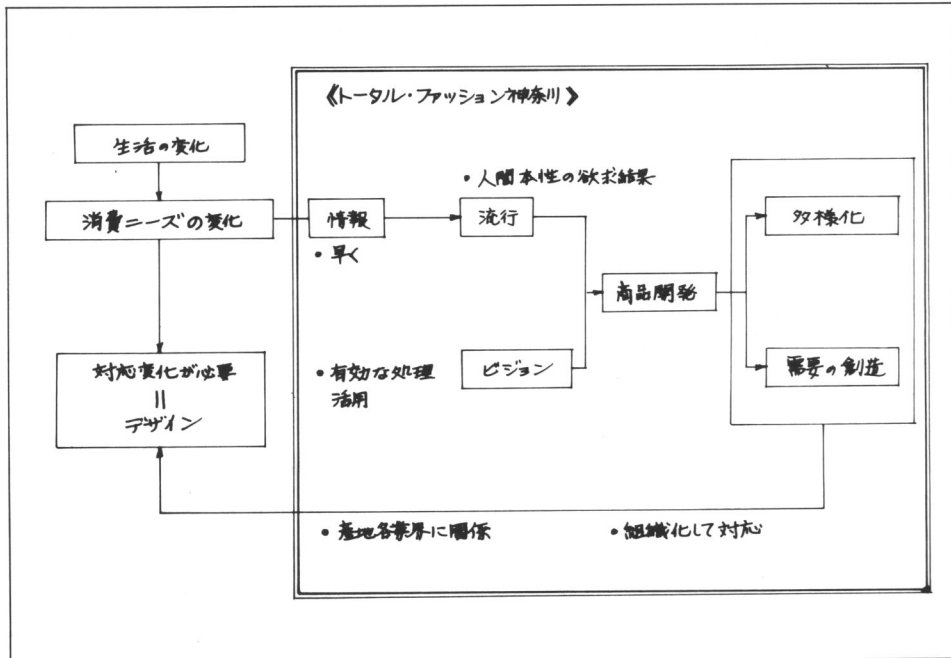 《トータル・ファッション神奈川》
生活の変化
• 人間本性の欲求結果
消費ニーズの変化
情報
流行
多様化
• 早く
商品開発
対応変化が必要
||
デザイン
• 有効な処理
活用
ビジョン
需要の創造
• 産地各業界に関係
• 組織化して対応